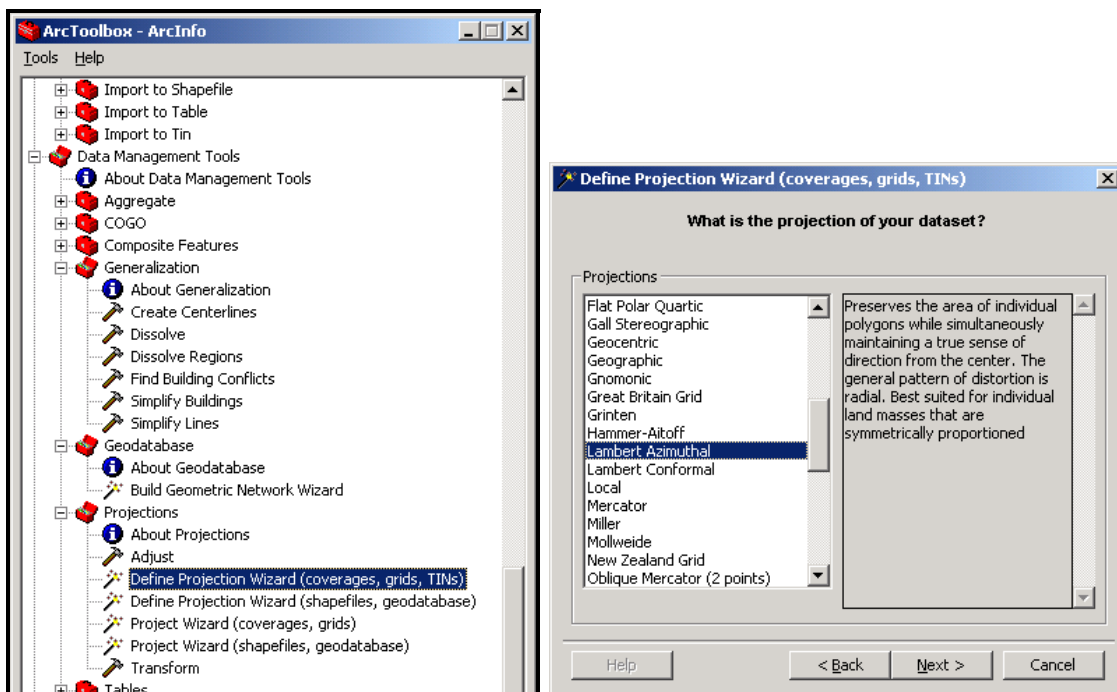 ArcToolbox - ArcInfo
Tools Help
Import to Shapefile
Import to Table
Import to Tin
Data Management Tools
About Data Management Tools
Aggregate
COGO
Composite Features
Generalization
About Generalization
Create Centerlines
Dissolve
Dissolve Regions
Find Building Conflicts
Simplify Buildings
Simplify Lines
Geodatabase
About Geodatabase
Build Geometric Network Wizard
Projections
About Projections
Adjust
Define Projection Wizard (coverages, grids, TINs)
Define Projection Wizard (shapefiles, geodatabase)
Project Wizard (coverages, grids)
Project Wizard (shapefiles, geodatabase)
Transform
Tables
Define Projection Wizard (coverages, grids, TINs)
What is the projection of your dataset?
Projections
Flat Polar Quartic
Gall Stereographic
Geocentric
Geographic
Gnomonic
Great Britain Grid
Grinten
Hammer-Aitoff
Lambert Azimuthal
Lambert Conformal
Local
Mercator
Miller
Mollweide
New Zealand Grid
Oblique Mercator (2 points)
Preserves the area of individual
polygons while simultaneously
maintaining a true sense of
direction from the center. The
general pattern of distortion is
radial. Best suited for individual
land masses that are
symmetrically proportioned
Help
< Back
Next >
Cancel